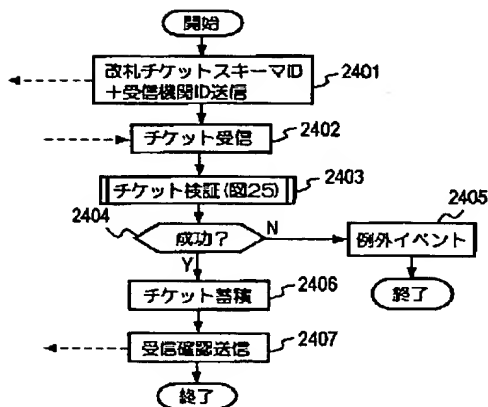 開始
改札チケットスキーマID
+受信機関ID送信
2401
チケット受信
2402
チケット検証(図25)
2403
2404
成功?
N
2405
例外イベント
終了
Y
チケット蓄積
2406
受信確認送信
2407
終了